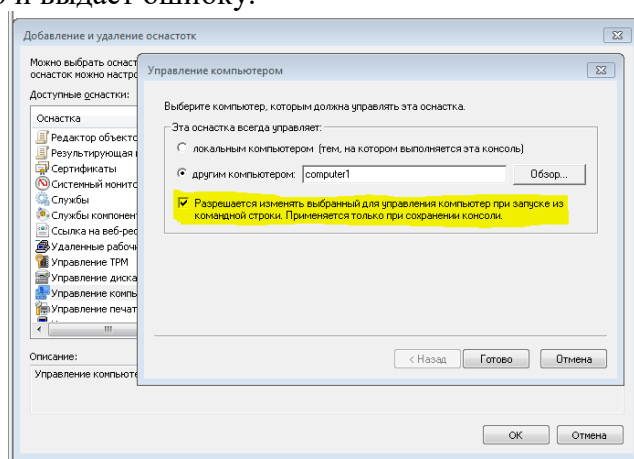 и выдает ошибку.
Добавление и удаление оснасток
Можно выбрать оснаст
оснасток можно настро
Управление компьютером
Доступные оснастки:
Выберите компьютер, которым должна управлять эта оснастка.
Оснастка
Эта оснастка всегда управляет:
Редактор объекто
локальным компьютером (тем, на котором выполняется эта консоль)
Результирующая
Сертификаты
другим компьютером: computer1 Обзор...
Системный монито
Службы
Разрешается изменять выбранный для управления компьютер при запуске из
командной строки. Применяется только при сохранении консоли.
Службы компонен
Ссылка на веб-рес
Удаленные рабоч
Управление TPM
Управление диска
Управление компь
Управление печат
Описание:
< Назад Готово Отмена
Управление компьюте
OK Отмена